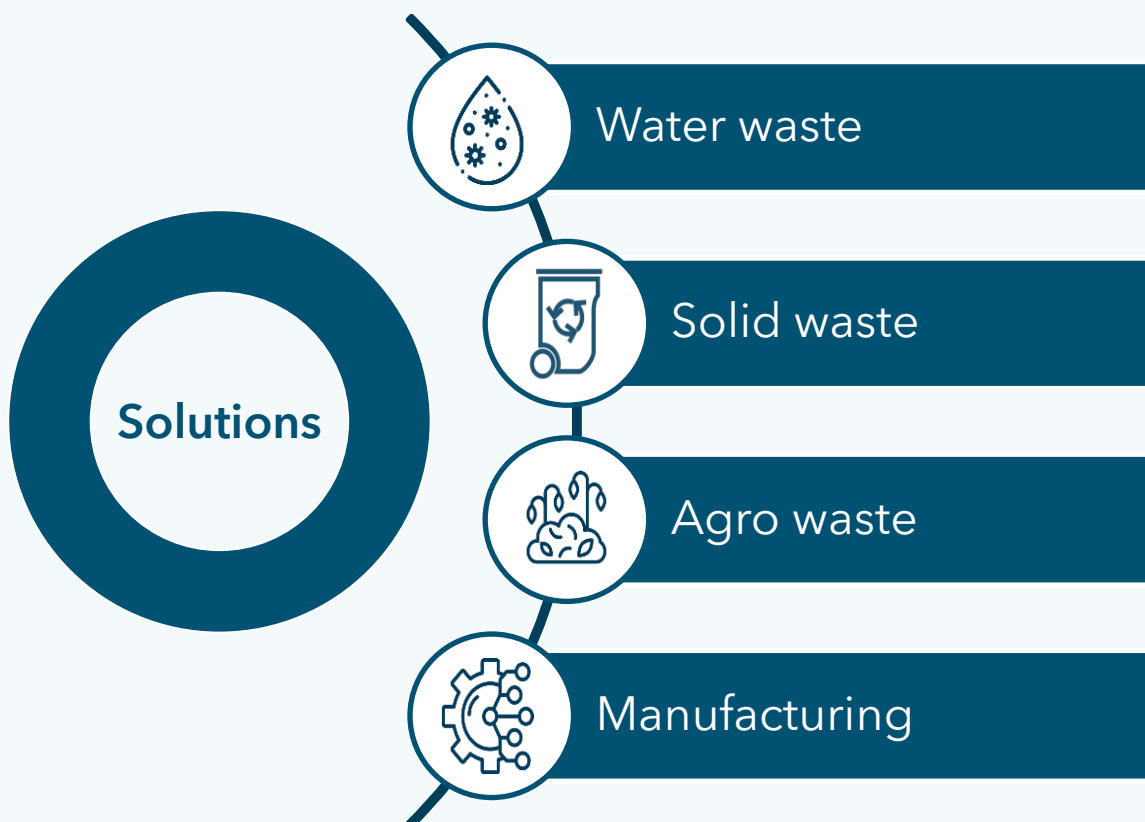 Water waste
Solid waste
Solutions
Agro waste
Manufacturing